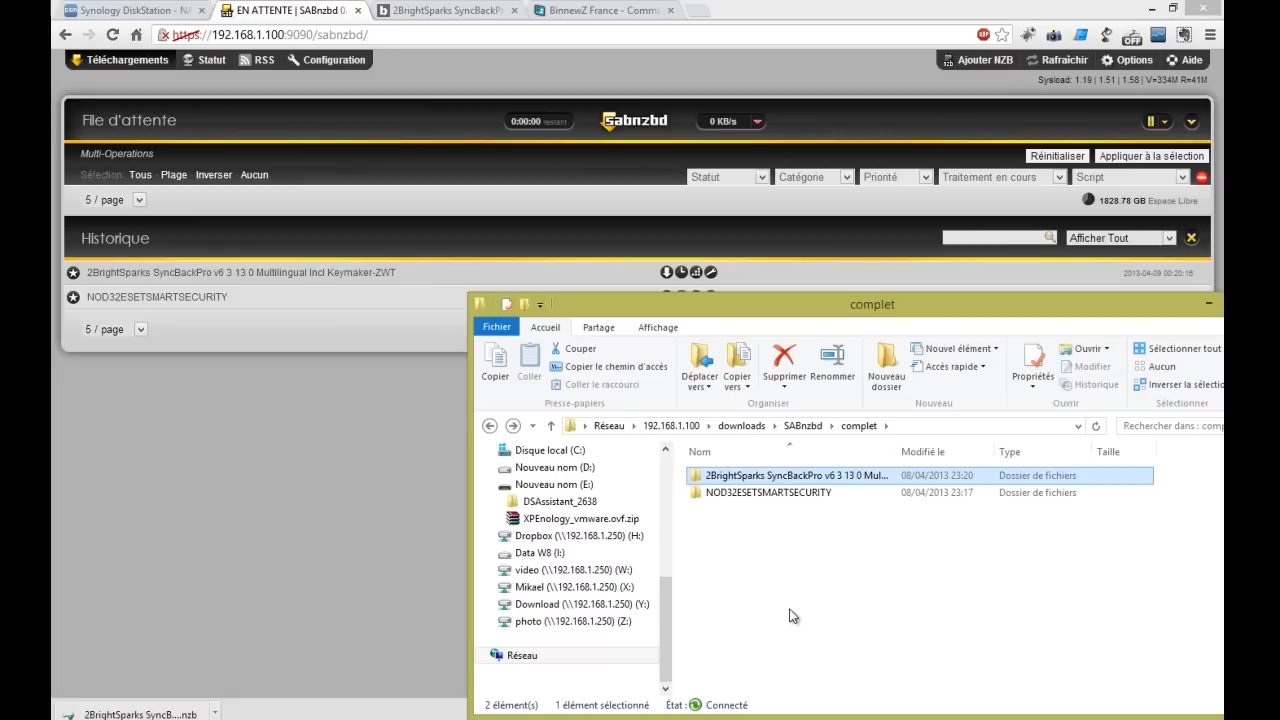 Synology DiskStation - NA
EN ATTENTE | SABnzbd 0.
2BrightSparks SyncBackPr
BinnewZ France - Commu
https://192.168.1.100:9090/sabnzbd/
ABP
OFF
Téléchargements Statut RSS Configuration
Ajouter NZB Rafraîchir Options Aide
Sysload: 1.19 | 1.51 | 1.58 | V=334M R=41M
File d'attente
0:00:00 restant
sabnzbd
0 KB/s
Multi-Operations
Réinitialiser Appliquer à la sélection
Sélection: Tous Plage Inverser Aucun
Statut Catégorie Priorité Traitement en cours Script
5 / page
1828.78 GB Espace Libre
Historique
Afficher Tout
2BrightSparks SyncBackPro v6 3 13 0 Multilingual Incl Keymaker-ZWT
2013-04-09 00:20:16
NOD32ESETSMARTSECURITY
5 / page
complet
Fichier Accueil Partage Affichage
Copier
Coller
Couper
Copier le chemin d'accès
Coller le raccourci
Presse-papiers
Déplacer vers
Copier vers
Supprimer
Renommer
Organiser
Nouveau dossier
Nouvel élément
Accès rapide
Nouveau
Propriétés
Ouvrir
Modifier
Historique
Ouvrir
Sélectionner tout
Aucun
Inverser la sélectio
Sélectionner
Réseau 192.168.1.100 downloads SABnzbd complet
Rechercher dans : comp
Disque local (C:)
Nouveau nom (D:)
Nouveau nom (E:)
DSAssistant_2638
XPEnology_vmware.ovf.zip
Dropbox (\\192.168.1.250) (H:)
Data W8 (I:)
video (\\192.168.1.250) (W:)
Mikael (\\192.168.1.250) (X:)
Download (\\192.168.1.250) (Y:)
photo (\\192.168.1.250) (Z:)
Réseau
Nom Modifié le Type Taille
2BrightSparks SyncBackPro v6 3 13 0 Mul... 08/04/2013 23:20 Dossier de fichiers
NOD32ESETSMARTSECURITY 08/04/2013 23:17 Dossier de fichiers
2 élément(s) 1 élément sélectionné État : Connecté
2BrightSparks SyncB....nzb